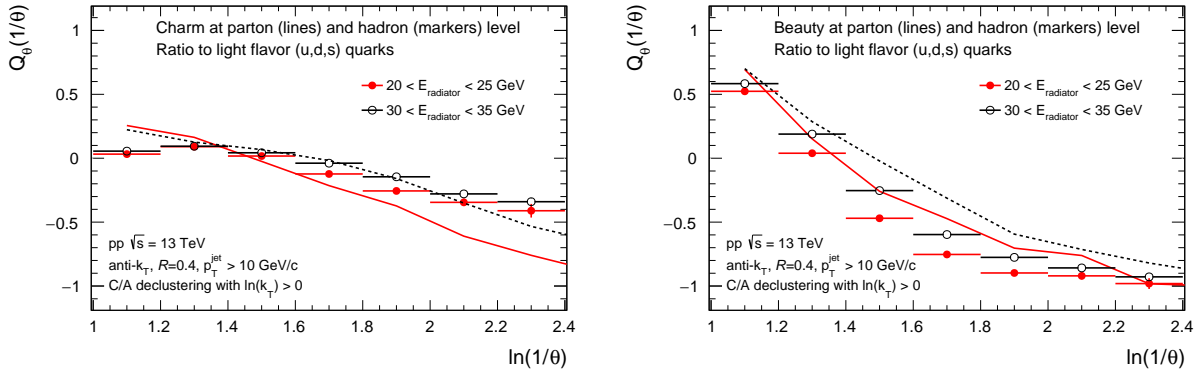 Charm at parton (lines) and hadron (markers) level
Ratio to light flavor (u,d,s) quarks
20 < E_radiator < 25 GeV
30 < E_radiator < 35 GeV
pp √s = 13 TeV
anti-k_T, R=0.4, p_T^jet > 10 GeV/c
C/A declustering with ln(k_T) > 0
Q_θ(1/θ)
1
0.5
0
−0.5
−1
1 1.2 1.4 1.6 1.8 2 2.2 2.4
ln(1/θ)
Beauty at parton (lines) and hadron (markers) level
Ratio to light flavor (u,d,s) quarks
20 < E_radiator < 25 GeV
30 < E_radiator < 35 GeV
pp √s = 13 TeV
anti-k_T, R=0.4, p_T^jet > 10 GeV/c
C/A declustering with ln(k_T) > 0
Q_θ(1/θ)
1
0.5
0
−0.5
−1
1 1.2 1.4 1.6 1.8 2 2.2 2.4
ln(1/θ)